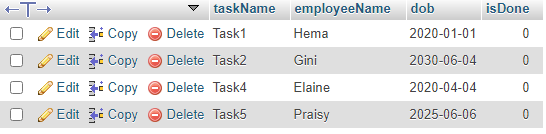 taskName employeeName dob isDone
Edit Copy Delete Task1 Hema 2020-01-01 0
Edit Copy Delete Task2 Gini 2030-06-04 0
Edit Copy Delete Task4 Elaine 2020-04-04 0
Edit Copy Delete Task5 Praisy 2025-06-06 0